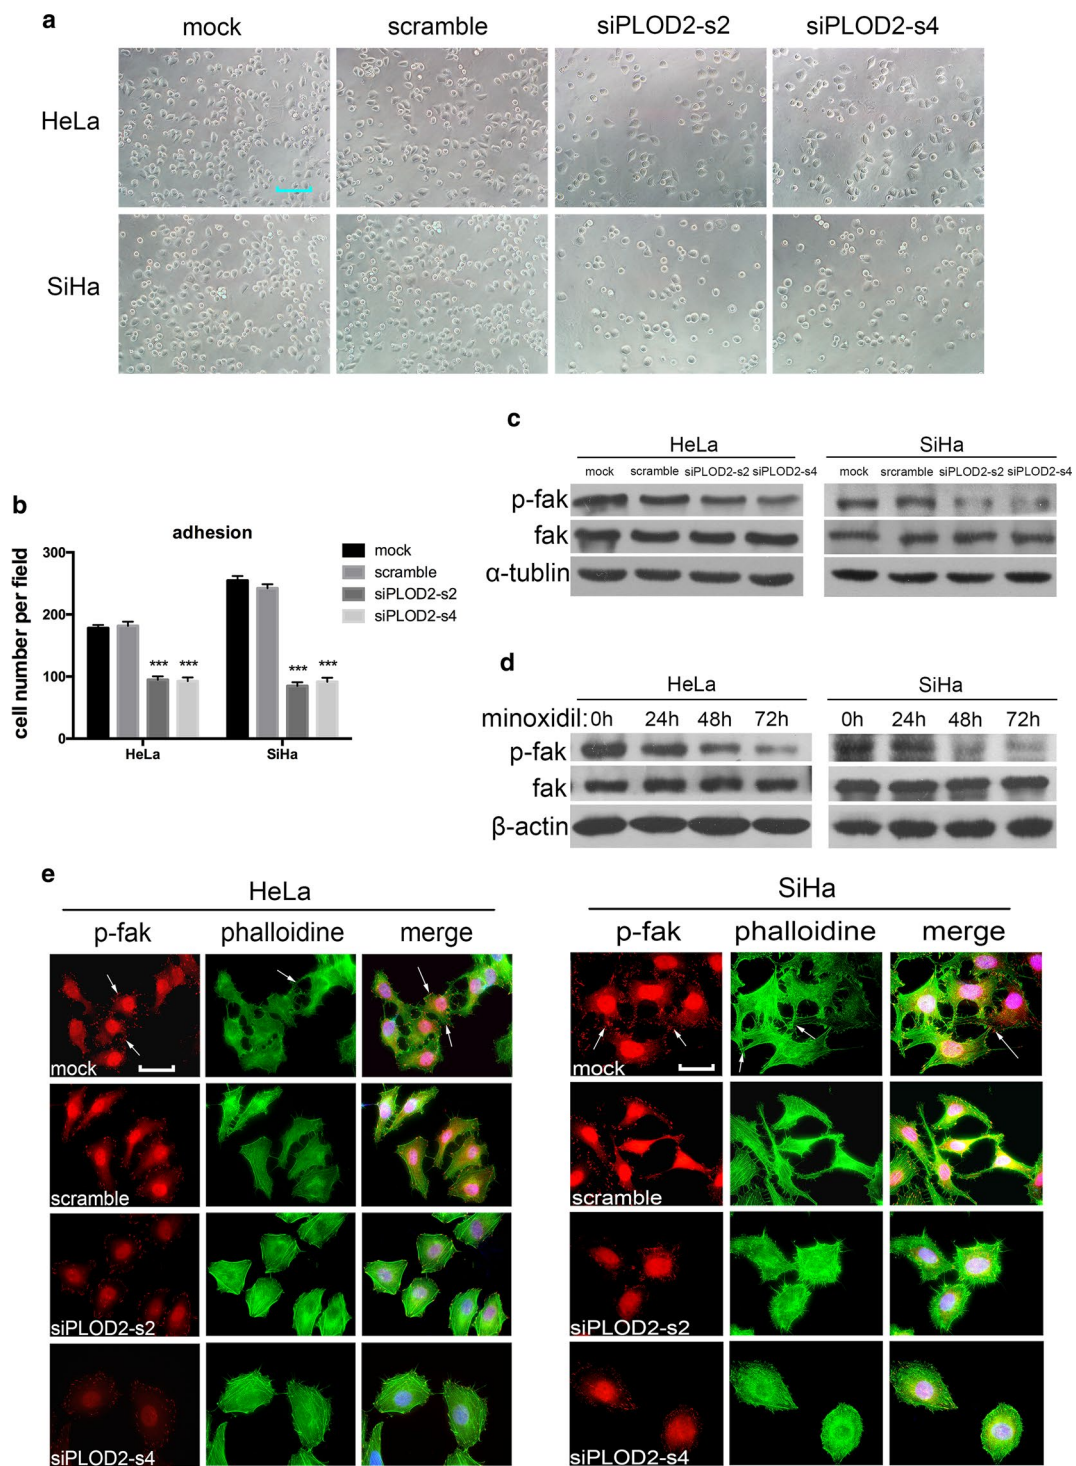 a
mock scramble siPLOD2-s2 siPLOD2-s4
HeLa
SiHa
b
adhesion
cell number per field
300
200
100
0
*** ***
*** ***
HeLa SiHa
mock
scramble
siPLOD2-s2
siPLOD2-s4
c
HeLa SiHa
mock scramble siPLOD2-s2 siPLOD2-s4 mock srcramble siPLOD2-s2 siPLOD2-s4
p-fak
fak
α-tublin
d
HeLa SiHa
minoxidil: 0h 24h 48h 72h 0h 24h 48h 72h
p-fak
fak
β-actin
e
HeLa
p-fak phalloidine merge
mock
scramble
siPLOD2-s2
siPLOD2-s4
SiHa
p-fak phalloidine merge
mock
scramble
siPLOD2-s2
siPLOD2-s4